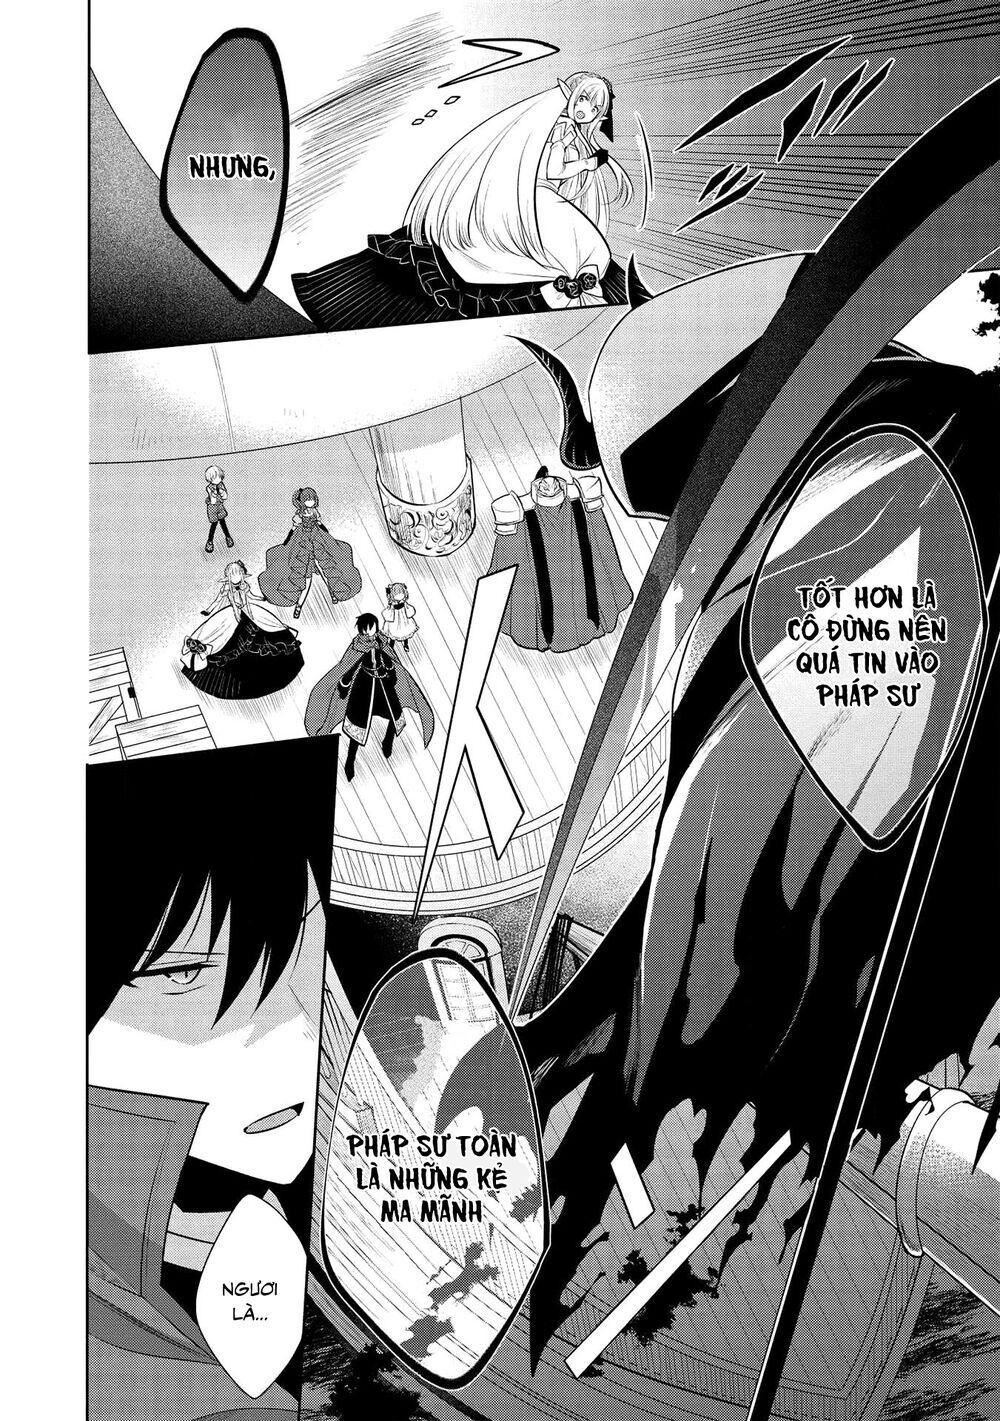 NHƯNG,
TỐT HƠN LÀ
CÔ ĐỪNG NÊN
QUÁ TIN VÀO
PHÁP SƯ
PHÁP SƯ TOÀN
LÀ NHỮNG KẺ
MA MÃNH
NGƯƠI
LÀ...